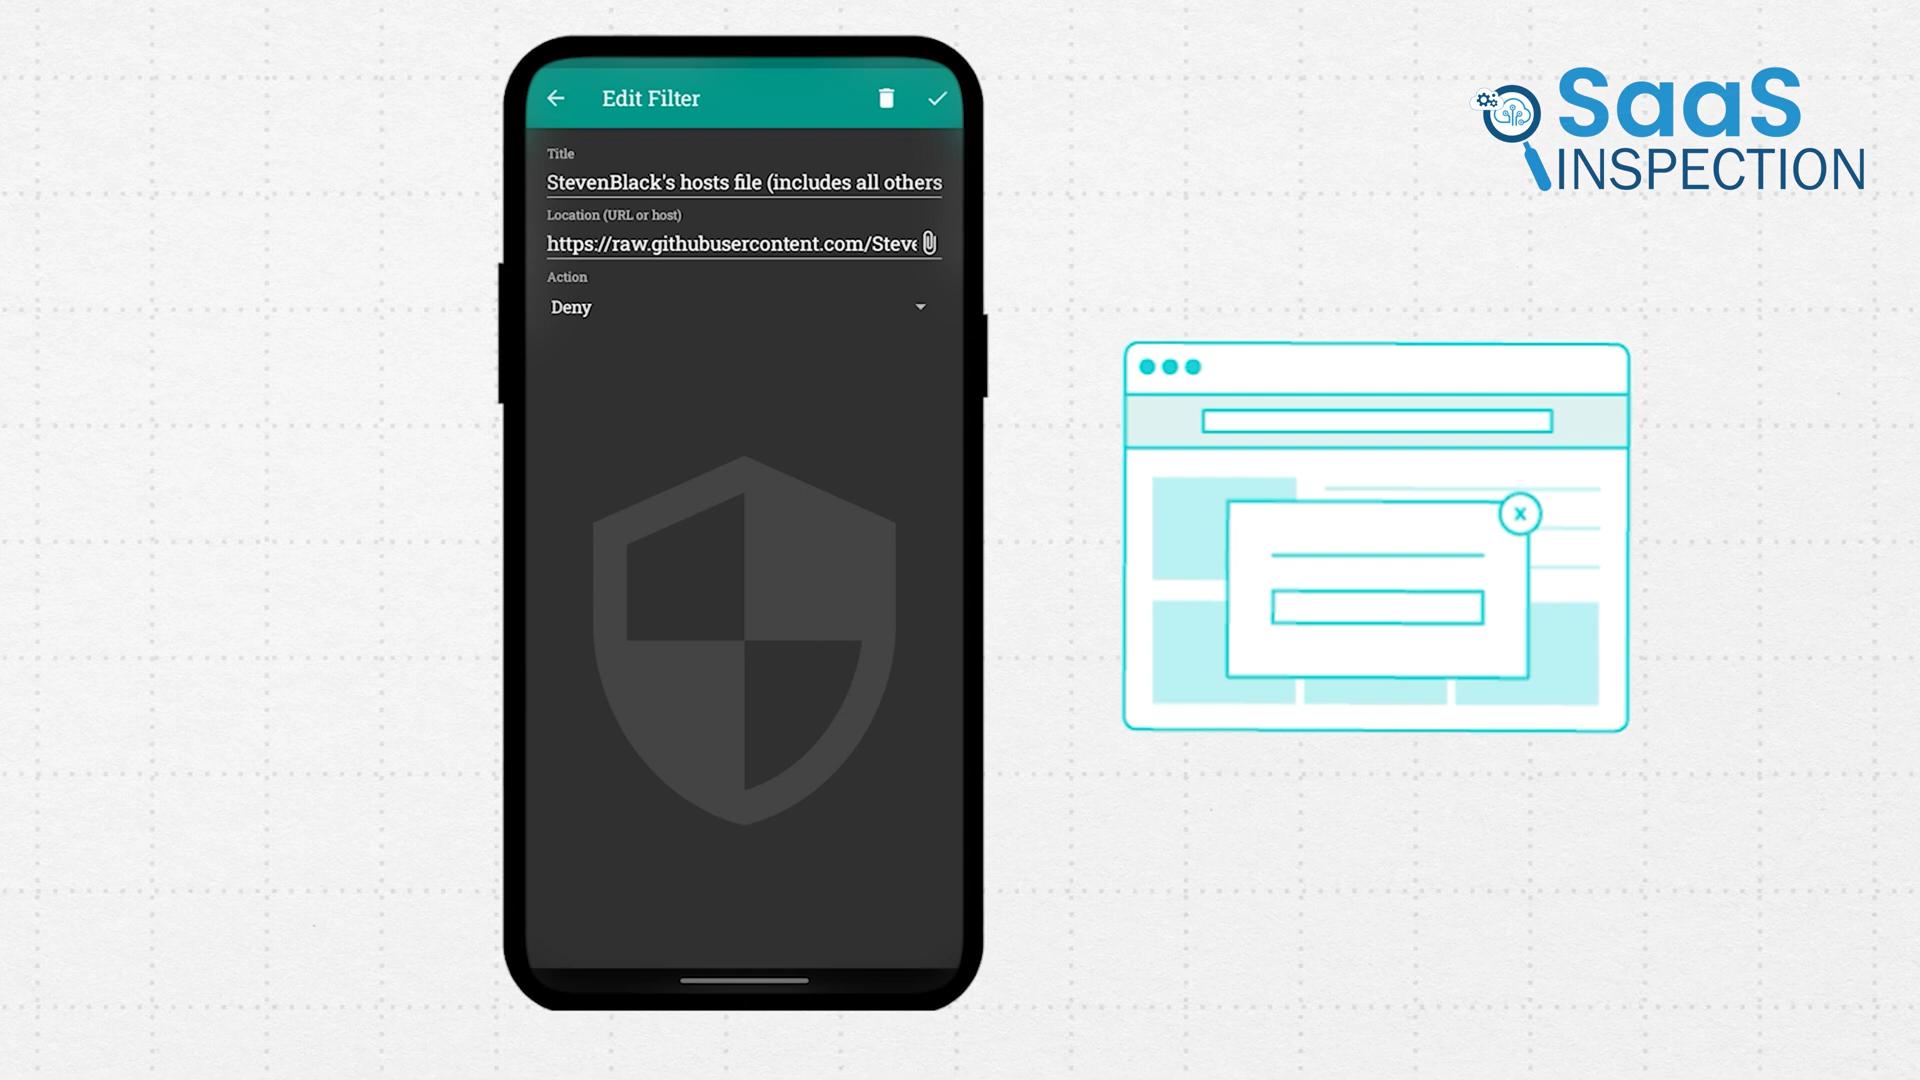 Edit Filter
Title
StevenBlack's hosts file (includes all others
Location (URL or host)
https://raw.githubusercontent.com/Steve
Action
Deny
SaaS
INSPECTION
x